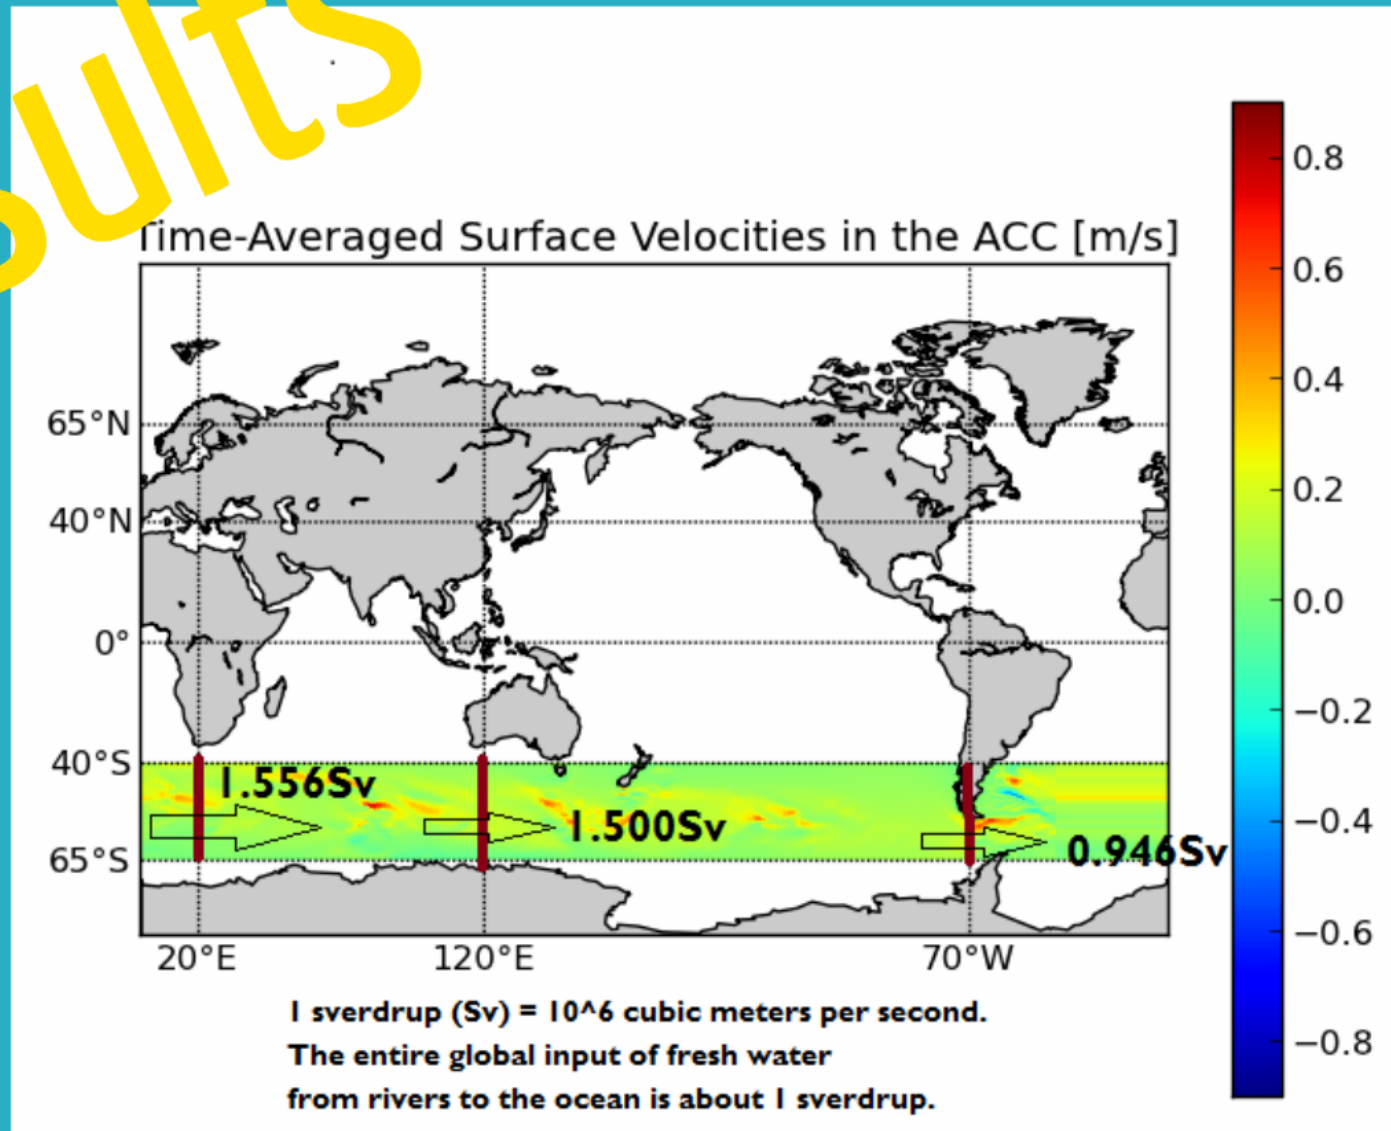 sults
Time-Averaged Surface Velocities in the ACC [m/s]
0.8
0.6
0.4
0.2
0.0
−0.2
−0.4
−0.6
−0.8
65°N
40°N
0°
40°S
65°S
1.556Sv
1.500Sv
0.946Sv
20°E
120°E
70°W
1 sverdrup (Sv) = 10^6 cubic meters per second.
The entire global input of fresh water
from rivers to the ocean is about 1 sverdrup.